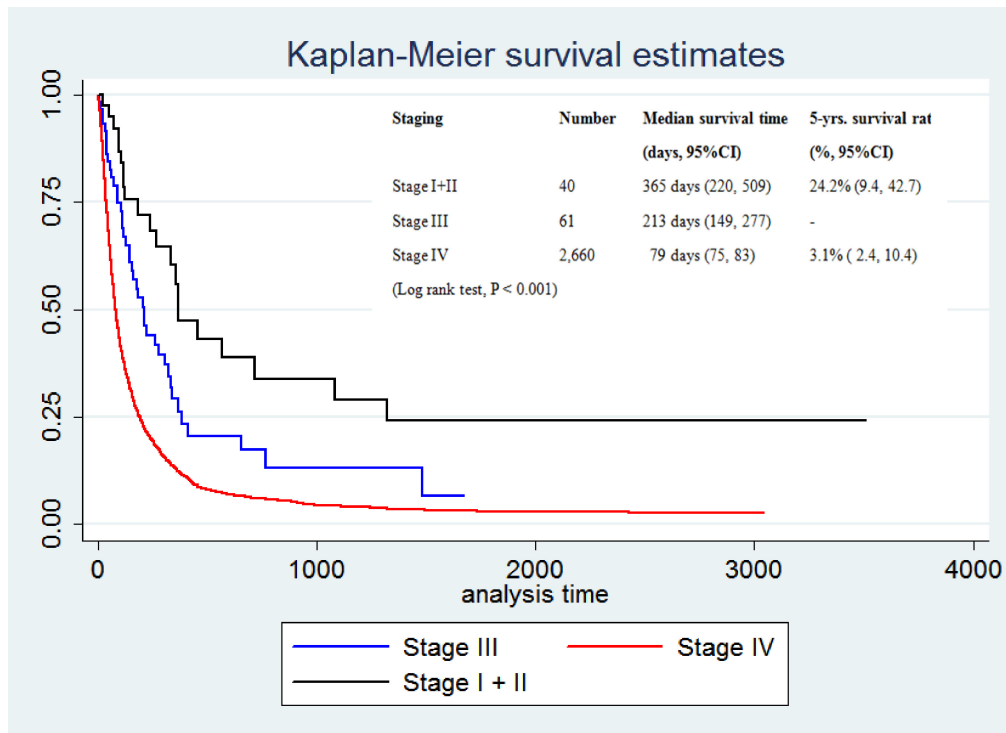 Kaplan-Meier survival estimates
1.00
0.75
0.50
0.25
0.00
Staging Number Median survival time 5-yrs. survival rat
(days, 95%CI) (%, 95%CI)
Stage I+II 40 365 days (220, 509) 24.2% (9.4, 42.7)
Stage III 61 213 days (149, 277) -
Stage IV 2,660 79 days (75, 83) 3.1% ( 2.4, 10.4)
(Log rank test, P < 0.001)
0 1000 2000 3000 4000
analysis time
Stage III Stage IV
Stage I + II